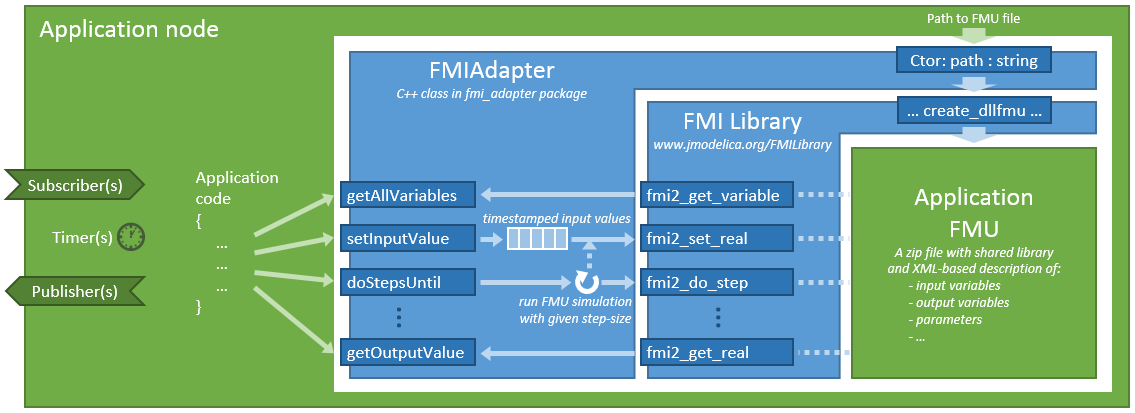 Application node
Path to FMU file
Ctor: path : string
FMIAdapter
C++ class in fmi_adapter package
... create_dllfmu ...
FMI Library
www.jmodelica.org/FMILibrary
Subscriber(s)
Timer(s)
Publisher(s)
Application
code
{
...
...
...
}
getAllVariables
setInputValue
doStepsUntil
getOutputValue
timestamped input values
run FMU simulation
with given step-size
fmi2_get_variable
fmi2_set_real
fmi2_do_step
fmi2_get_real
Application
FMU
A zip file with shared library
and XML-based description of:
- input variables
- output variables
- parameters
- ...